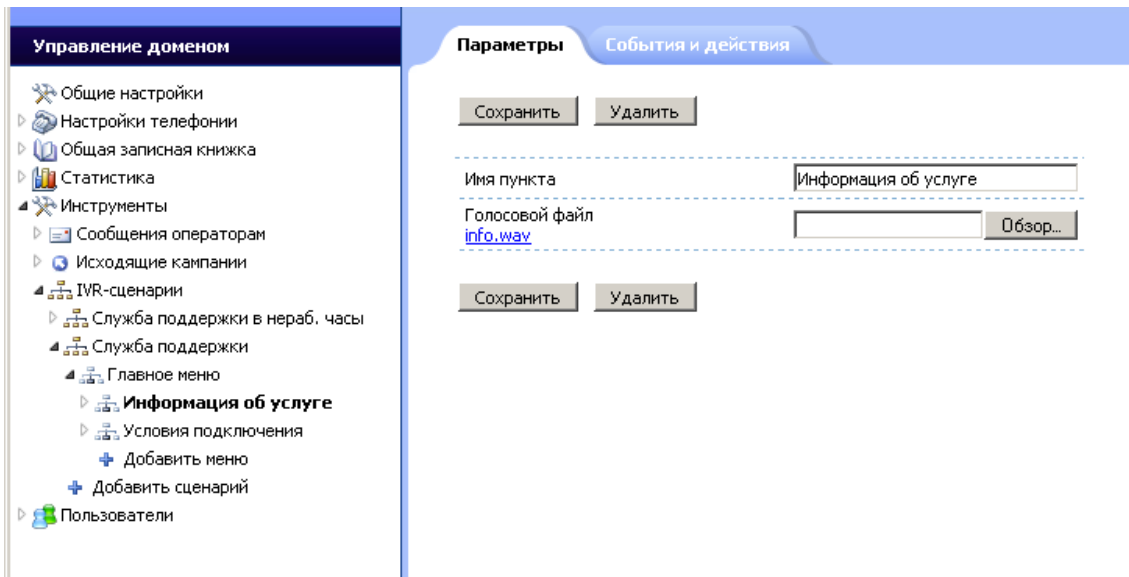 Управление доменом
Общие настройки
Настройки телефонии
Общая записная книжка
Статистика
Инструменты
Сообщения операторам
Исходящие кампании
IVR-сценарии
Служба поддержки в нераб. часы
Служба поддержки
Главное меню
Информация об услуге
Условия подключения
Добавить меню
Добавить сценарий
Пользователи
Параметры События и действия
Сохранить Удалить
Имя пункта Информация об услуге
Голосовой файл
info.wav Обзор...
Сохранить Удалить